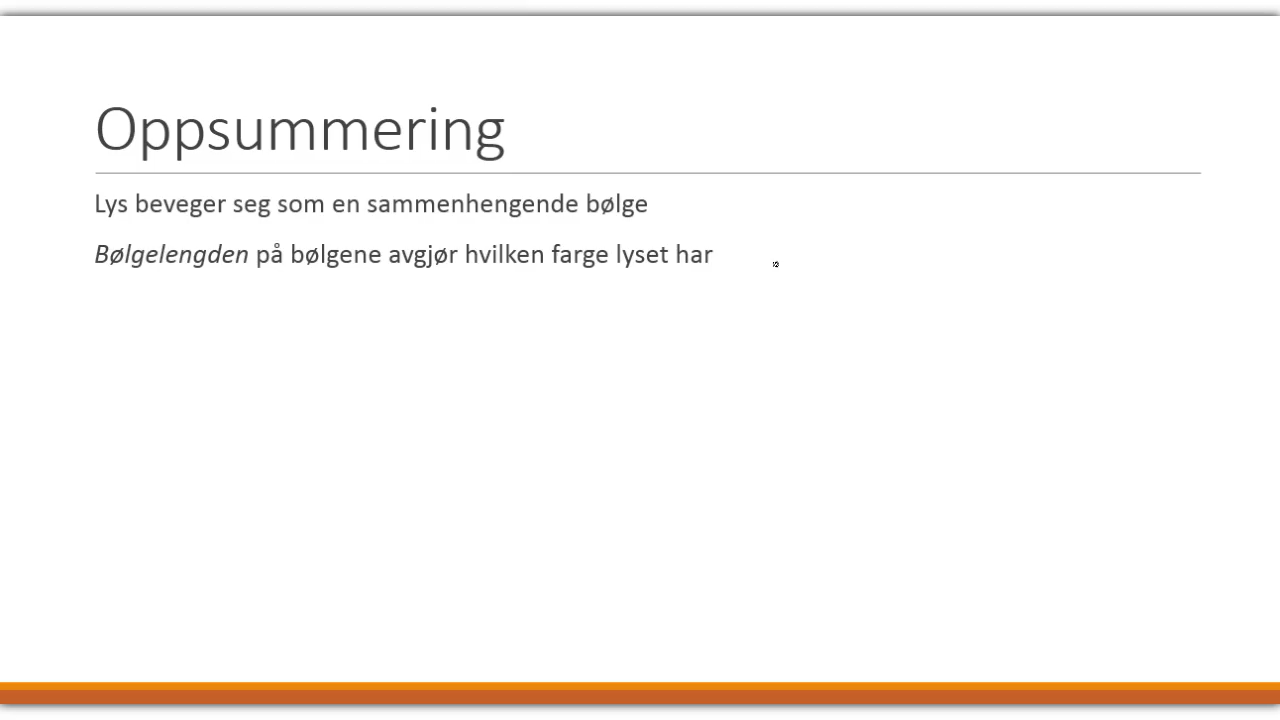 Oppsummering
Lys beveger seg som en sammenhengende bølge
Bølgelengden på bølgene avgjør hvilken farge lyset har